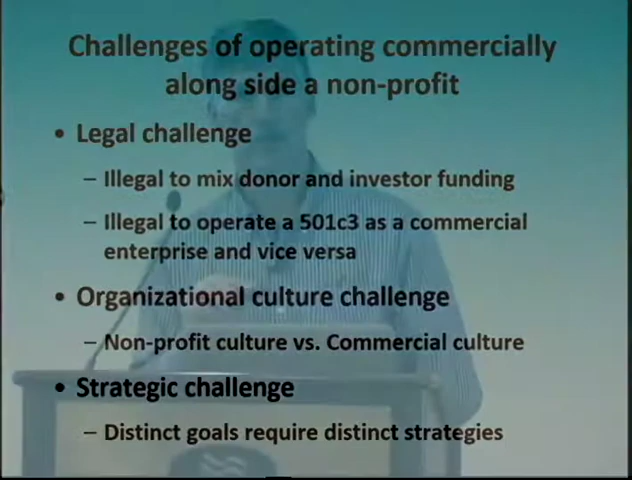 Challenges of operating commercially
along side a non-profit
• Legal challenge
– Illegal to mix donor and investor funding
– Illegal to operate a 501c3 as a commercial
enterprise and vice versa
• Organizational culture challenge
– Non-profit culture vs. Commercial culture
• Strategic challenge
– Distinct goals require distinct strategies